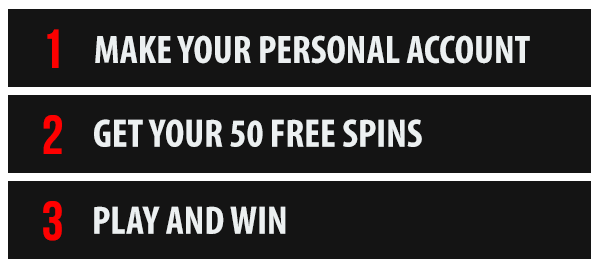 1 MAKE YOUR PERSONAL ACCOUNT
2 GET YOUR 50 FREE SPINS
3 PLAY AND WIN